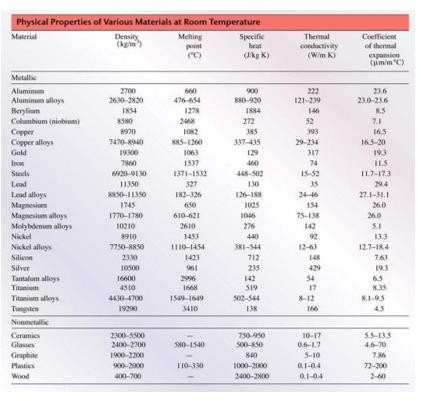 Physical Properties of Various Materials at Room Temperature
Material Density (kg/m³) Melting point (°C) Specific heat (J/kg K) Thermal conductivity (W/m K) Coefficient of thermal expansion (µm/m°C)
Metallic
Aluminum 2700 660 900 222 23.6
Aluminum alloys 2630–2820 476–654 880–920 121–239 23.0–23.6
Berylium 1854 1278 1884 146 8.5
Columbium (niobium) 8580 2468 272 52 7.1
Copper 8970 1082 385 393 16.5
Copper alloys 7470–8940 885–1260 337–435 29–234 16.5–20
Gold 19300 1063 129 317 19.3
Iron 7860 1537 460 74 11.5
Steels 6920–9130 1371–1532 448–502 15–52 11.7–17.3
Lead 11350 327 130 35 29.4
Lead alloys 8850–11350 182–326 126–188 24–46 27.1–31.1
Magnesium 1745 650 1025 154 26.0
Magnesium alloys 1770–1780 610–621 1046 75–138 26.0
Molybdenum alloys 10210 2610 276 142 5.1
Nickel 8910 1453 440 92 13.3
Nickel alloys 7750–8850 1110–1454 381–544 12–63 12.7–18.4
Silicon 2330 1423 712 148 7.63
Silver 10500 961 235 429 19.3
Tantalum alloys 16600 2996 142 54 6.5
Titanium 4510 1668 519 17 8.35
Titanium alloys 4430–4700 1549–1649 502–544 8–12 8.1–9.5
Tungsten 19290 3410 138 166 4.5
Nonmetallic
Ceramics 2300–5500 — 750–950 10–17 5.5–13.5
Glasses 2400–2700 580–1540 500–850 0.6–1.7 4.6–70
Graphite 1900–2200 — 840 5–10 7.86
Plastics 900–2000 110–330 1000–2000 0.1–0.4 72–200
Wood 400–700 — 2400–2800 0.1–0.4 2–60